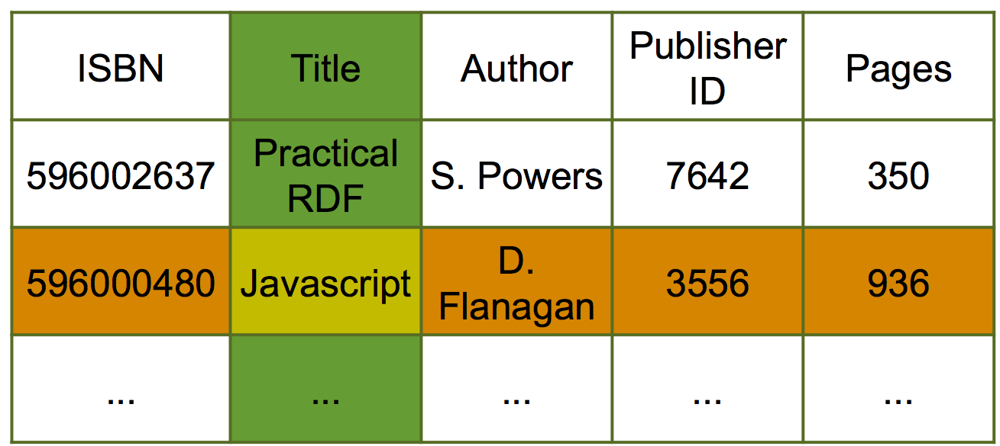 ISBN Title Author Publisher ID Pages
596002637 Practical RDF S. Powers 7642 350
596000480 Javascript D. Flanagan 3556 936
... ... ... ... ...